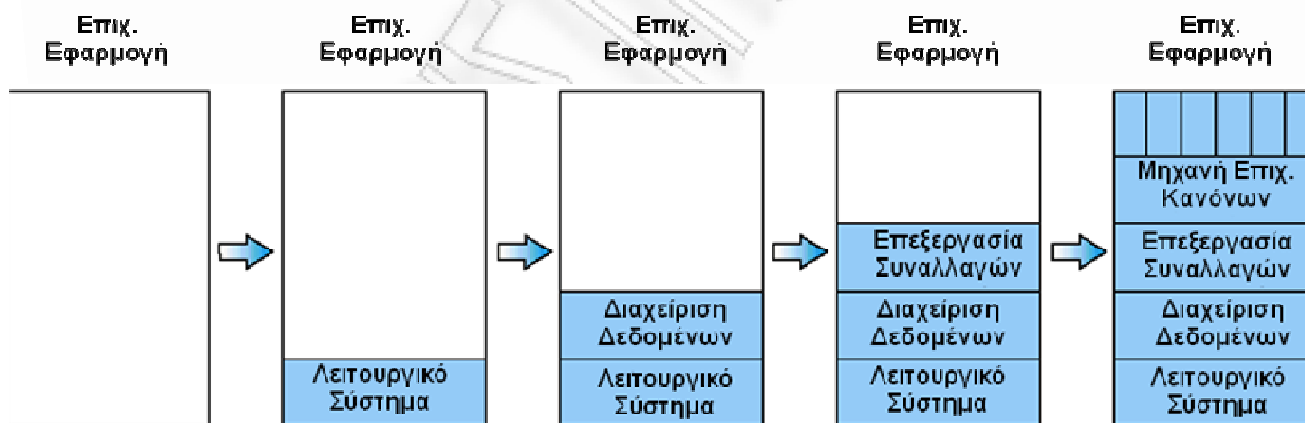 Επιχ.
Εφαρμογή
Επιχ.
Εφαρμογή
Επιχ.
Εφαρμογή
Επιχ.
Εφαρμογή
Επιχ.
Εφαρμογή
Λειτουργικό
Σύστημα
Διαχείριση
Δεδομένων
Λειτουργικό
Σύστημα
Επεξεργασία
Συναλλαγών
Διαχείριση
Δεδομένων
Λειτουργικό
Σύστημα
Μηχανή Επιχ.
Κανόνων
Επεξεργασία
Συναλλαγών
Διαχείριση
Δεδομένων
Λειτουργικό
Σύστημα